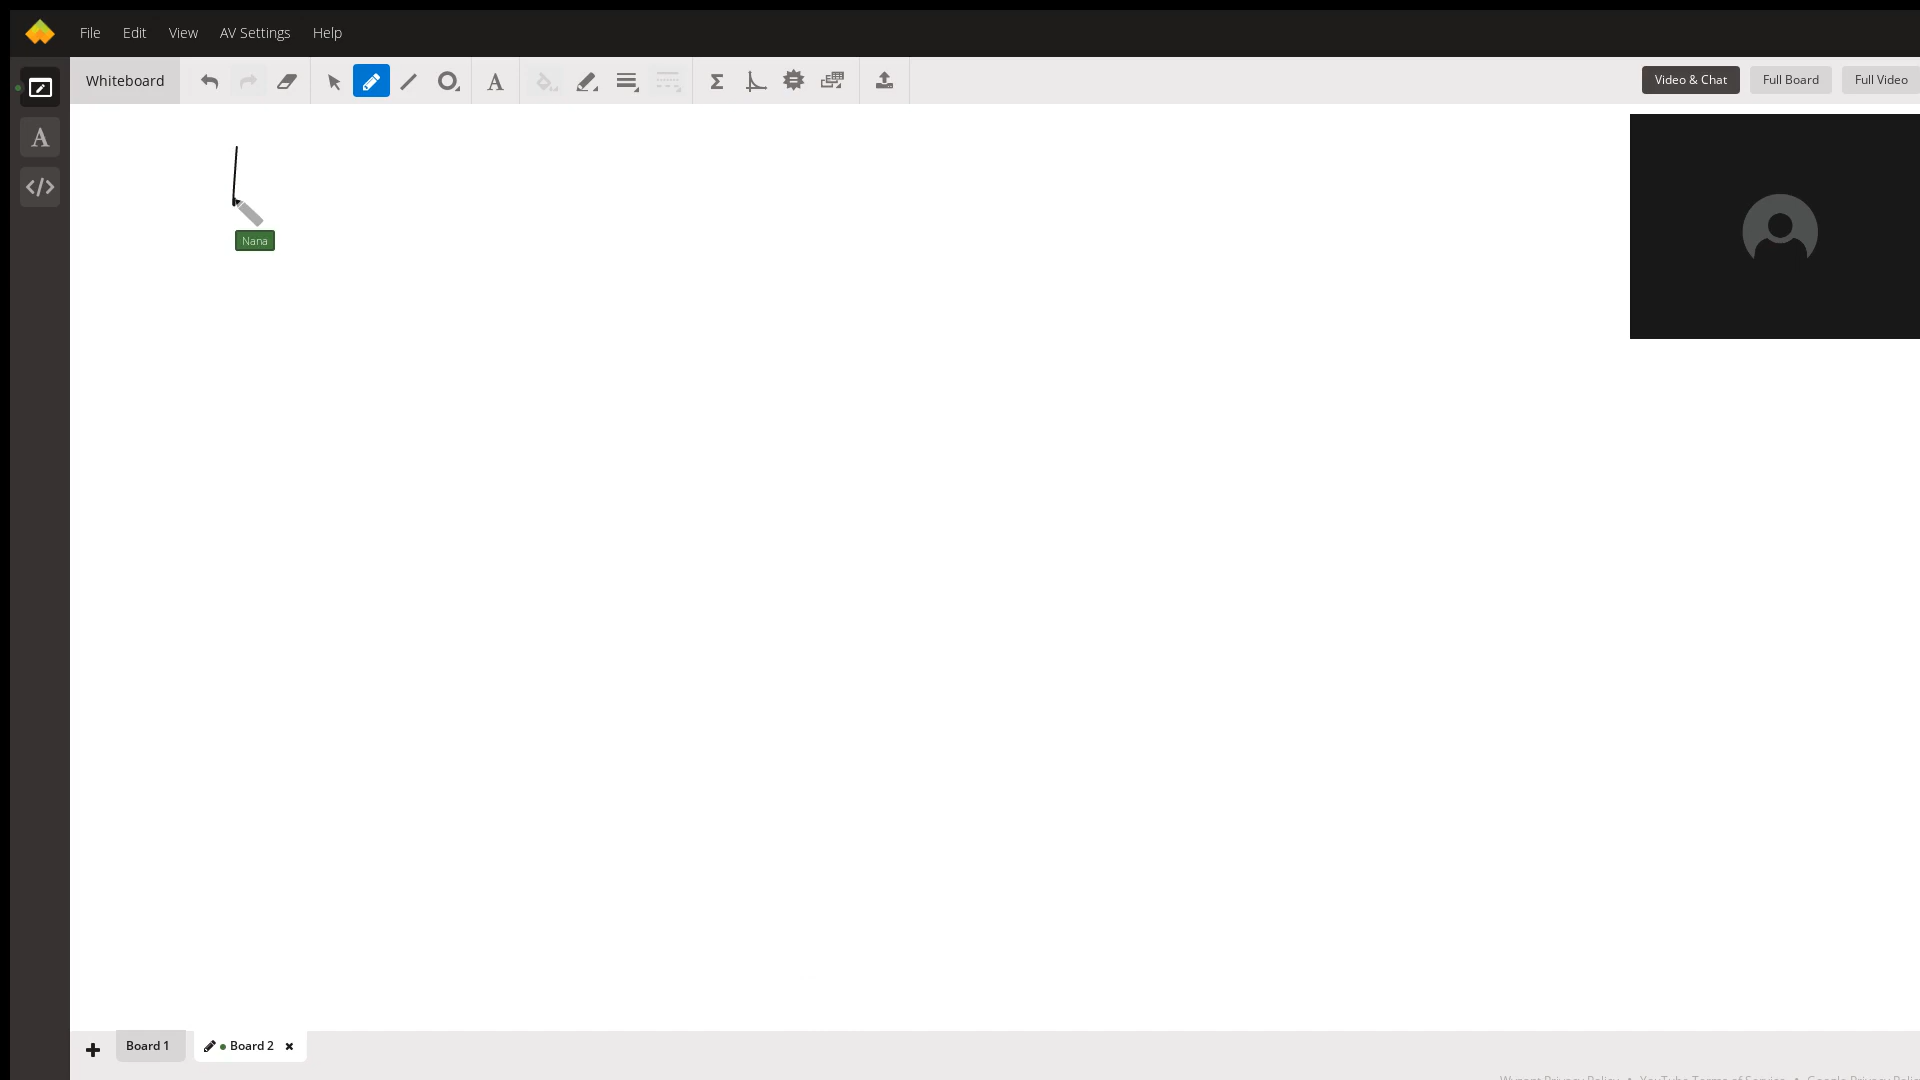 File Edit View AV Settings Help
Whiteboard
Video & Chat Full Board Full Video
Nana
Board 1 Board 2